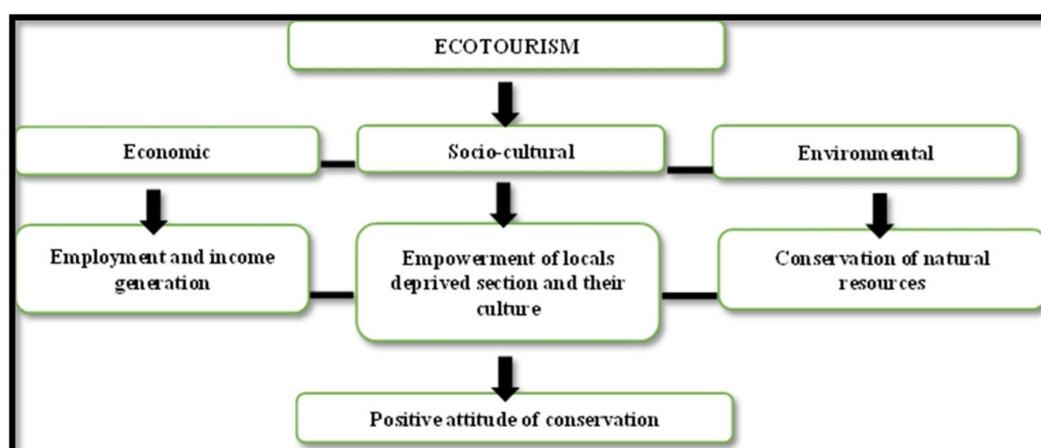 ECOTOURISM
Economic
Socio-cultural
Environmental
Employment and income
generation
Empowerment of locals
deprived section and their
culture
Conservation of natural
resources
Positive attitude of conservation